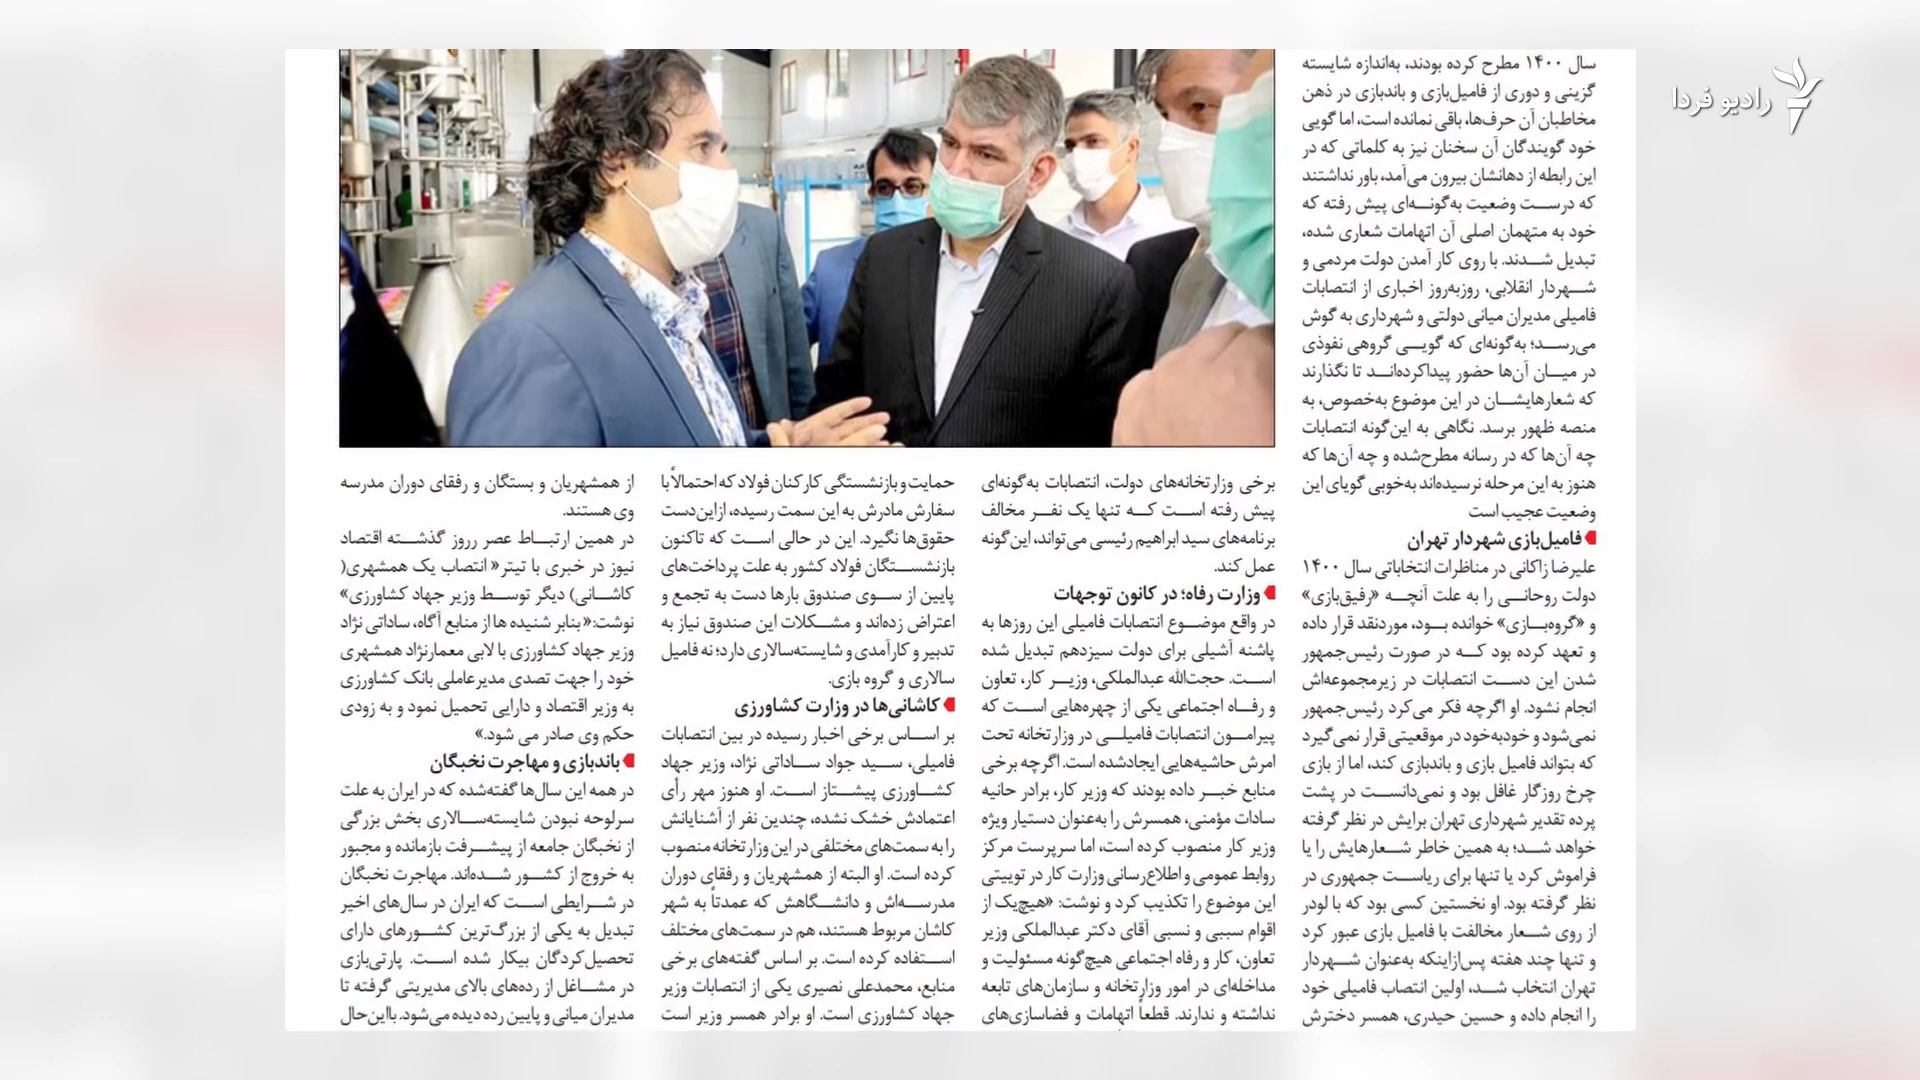 رادیو فردا
سال ۱۴۰۰ مطرح کرده بودند، به‌اندازه شایسته
گزینی و دوری از فامیل‌بازی و باندبازی در ذهن
مخاطبان آن حرف‌ها، باقی نمانده است، اما گویی
خود گویندگان آن سخنان نیز به کلماتی که در
این رابطه از دهانشان بیرون می‌آمد، باور نداشتند
که درست وضعیت به‌گونه‌ای پیش رفته که
خود به متهمان اصلی آن اتهامات شعاری شده،
تبدیل شدند. با روی کار آمدن دولت مردمی و
شهردار انقلابی، روزبه‌روز اخباری از انتصابات
فامیلی مدیران میانی دولتی و شهرداری به گوش
می‌رسد؛ به‌گونه‌ای که گویی گروهی نفوذی
در میان آن‌ها حضور پیداکرده‌اند تا نگذارند
که شعارهایشان در این موضوع به‌خصوص، به
منصه ظهور برسد. نگاهی به این‌گونه انتصابات
چه آن‌ها که در رسانه مطرح‌شده و چه آن‌ها که
هنوز به این مرحله نرسیده‌اند به‌خوبی گویای این
وضعیت عجیب است
فامیل‌بازی شهردار تهران
علیرضا زاکانی در مناظرات انتخاباتی سال ۱۴۰۰
دولت روحانی را به علت آنچه «رفیق‌بازی»
و «گروه‌بازی» خوانده بود، موردنقد قرار داده
و تعهد کرده بود که در صورت رئیس‌جمهور
شدن این دست انتصابات در زیرمجموعه‌اش
انجام نشود. او اگرچه فکر می‌کرد رئیس‌جمهور
نمی‌شود و خودبه‌خود در موقعیتی قرار نمی‌گیرد
که بتواند فامیل بازی و باندبازی کند، اما از بازی
چرخ روزگار غافل بود و نمی‌دانست در پشت
پرده تقدیر شهرداری تهران برایش در نظر گرفته
خواهد شد؛ به همین خاطر شعارهایش را یا
فراموش کرد یا تنها برای ریاست جمهوری در
نظر گرفته بود. او نخستین کسی بود که با لودر
از روی شعار مخالفت با فامیل بازی عبور کرد
و تنها چند هفته پس‌ازاینکه به‌عنوان شهردار
تهران انتخاب شد، اولین انتصاب فامیلی خود
را انجام داده و حسین حیدری، همسر دخترش
برخی وزارتخانه‌های دولت، انتصابات به‌گونه‌ای
پیش رفته است که تنها یک نفر مخالف
برنامه‌های سید ابراهیم رئیسی می‌تواند، این‌گونه
عمل کند.
وزارت رفاه؛ در کانون توجهات
در واقع موضوع انتصابات فامیلی این روزها به
پاشنه آشیلی برای دولت سیزدهم تبدیل شده
است. حجت‌الله عبدالملکی، وزیر کار، تعاون
و رفاه اجتماعی یکی از چهره‌هایی است که
پیرامون انتصابات فامیلی در وزارتخانه تحت
امرش حاشیه‌هایی ایجادشده است. اگرچه برخی
منابع خبر داده بودند که وزیر کار، برادر حانیه
سادات مؤمنی، همسرش را به‌عنوان دستیار ویژه
وزیر کار منصوب کرده است، اما سرپرست مرکز
روابط عمومی و اطلاع‌رسانی وزارت کار در توییتی
این موضوع را تکذیب کرد و نوشت: «هیچ‌یک از
اقوام سببی و نسبی آقای دکتر عبدالملکی وزیر
تعاون، کار و رفاه اجتماعی هیچ‌گونه مسئولیت و
مداخله‌ای در امور وزارتخانه و سازمان‌های تابعه
نداشته و ندارند. قطعاً اتهامات و فضاسازی‌های
حمایت و بازنشستگی کارکنان فولاد که احتمالاً با
سفارش مادرش به این سمت رسیده، ازاین‌دست
حقوق‌ها نگیرد. این در حالی است که تاکنون
بازنشستگان فولاد کشور به علت پرداخت‌های
پایین از سوی صندوق بارها دست به تجمع و
اعتراض زده‌اند و مشکلات این صندوق نیاز به
تدبیر و کارآمدی و شایسته‌سالاری دارد؛ نه فامیل
سالاری و گروه بازی.
کاشانی‌ها در وزارت کشاورزی
بر اساس برخی اخبار رسیده در بین انتصابات
فامیلی، سید جواد ساداتی نژاد، وزیر جهاد
کشاورزی پیشتاز است. او هنوز مهر رأی
اعتمادش خشک نشده، چندین نفر از آشنایانش
را به سمت‌های مختلفی در این وزارتخانه منصوب
کرده است. او البته از همشهریان و رفقای دوران
مدرسه‌اش و دانشگاهش که عمدتاً به شهر
کاشان مربوط هستند، هم در سمت‌های مختلف
استفاده کرده است. بر اساس گفته‌های برخی
منابع، محمدعلی نصیری یکی از انتصابات وزیر
جهاد کشاورزی است. او برادر همسر وزیر است
از همشهریان و بستگان و رفقای دوران مدرسه
وی هستند.
در همین ارتباط عصر رروز گذشته اقتصاد
نیوز در خبری با تیتر« انتصاب یک همشهری(
کاشانی) دیگر توسط وزیر جهاد کشاورزی»
نوشت:« بنابر شنیده ها از منابع آگاه، ساداتی نژاد
وزیر جهاد کشاورزی با لابی معمارنژاد همشهری
خود را جهت تصدی مدیرعاملی بانک کشاورزی
به وزیر اقتصاد و دارایی تحمیل نمود و به زودی
حکم وی صادر می شود.»
باندبازی و مهاجرت نخبگان
در همه این سال‌ها گفته‌شده که در ایران به علت
سرلوحه نبودن شایسته‌سالاری بخش بزرگی
از نخبگان جامعه از پیشرفت بازمانده و مجبور
به خروج از کشور شده‌اند. مهاجرت نخبگان
در شرایطی است که ایران در سال‌های اخیر
تبدیل به یکی از بزرگ‌ترین کشورهای دارای
تحصیل‌کردگان بیکار شده است. پارتی‌بازی
در مشاغل از رده‌های بالای مدیریتی گرفته تا
مدیران میانی و پایین رده دیده می‌شود. بااین‌حال